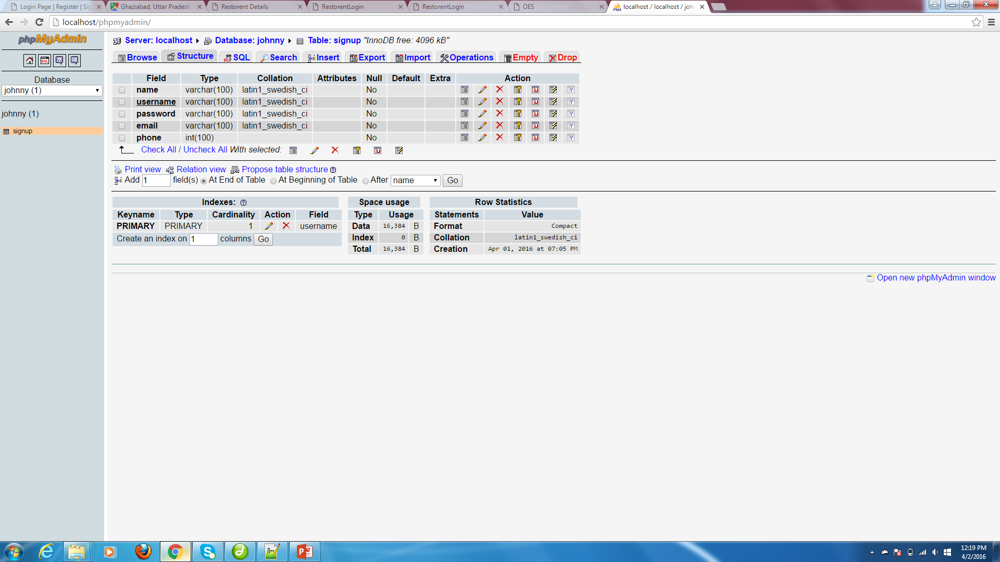 Login Page | Register | Sig
Ghaziabad, Uttar Pradesh
Restorent Details
RestorentLogin
RestorentLogin
OES
localhost / localhost / joh
localhost/phpmyadmin/
phpMyAdmin
Database
johnny (1)
johnny (1)
signup
Server: localhost Database: johnny Table: signup "InnoDB free: 4096 kB"
Browse Structure SQL Search Insert Export Import Operations Empty Drop
Field Type Collation Attributes Null Default Extra Action
name varchar(100) latin1_swedish_ci No
username varchar(100) latin1_swedish_ci No
password varchar(100) latin1_swedish_ci No
email varchar(100) latin1_swedish_ci No
phone int(100) No
Check All / Uncheck All With selected:
Print view Relation view Propose table structure
Add 1 field(s) At End of Table At Beginning of Table After name Go
Indexes:
Keyname Type Cardinality Action Field
PRIMARY PRIMARY 1 username
Create an index on 1 columns Go
Space usage
Type Usage
Data 16,384 B
Index 0 B
Total 16,384 B
Row Statistics
Statements Value
Format Compact
Collation latin1_swedish_ci
Creation Apr 01, 2016 at 07:05 PM
Open new phpMyAdmin window
12:19 PM
4/2/2016